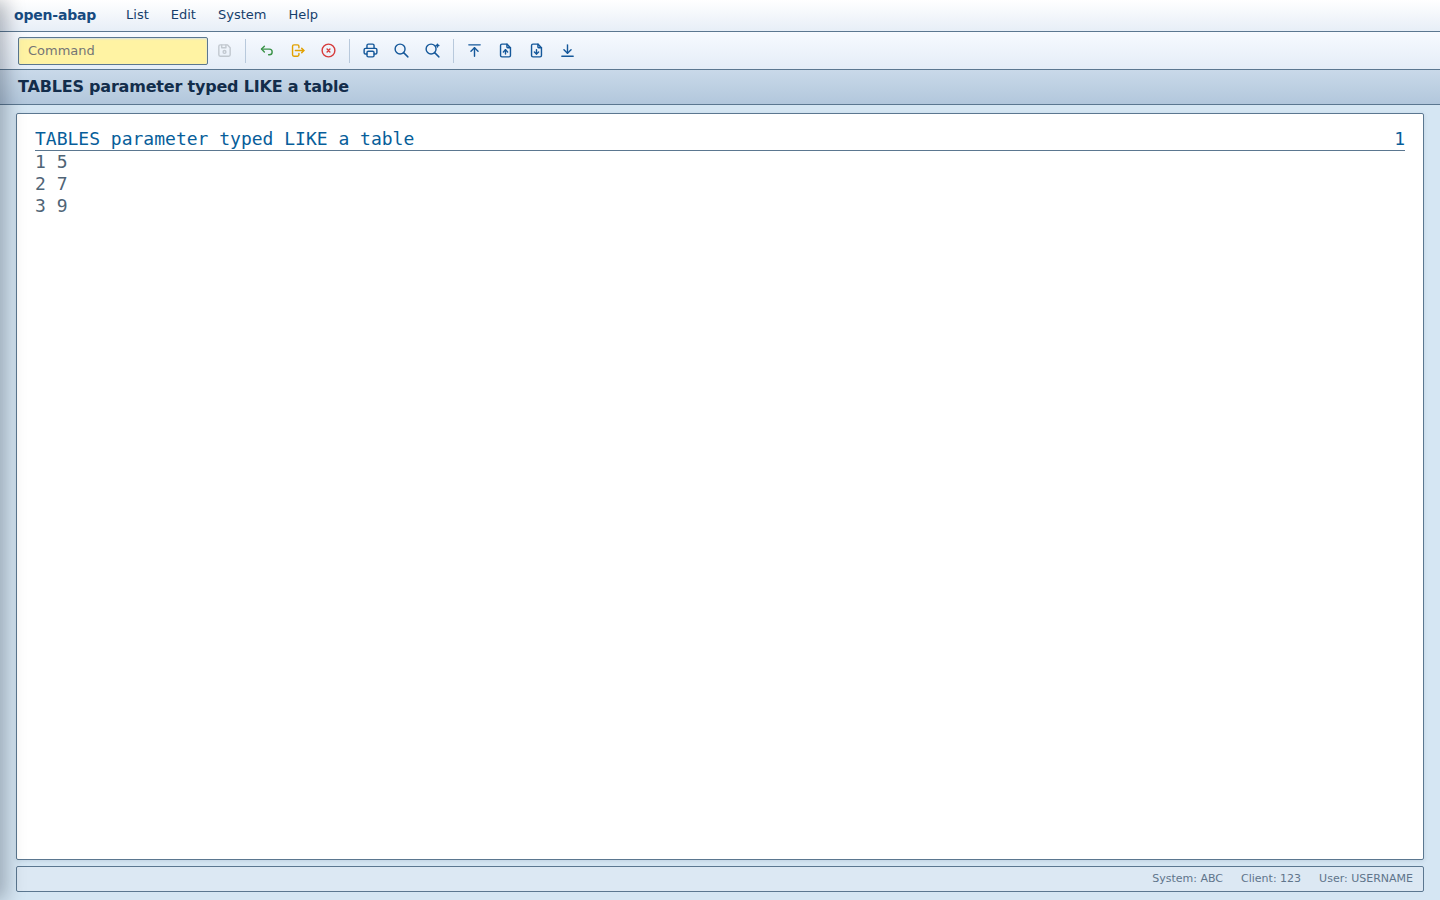 open-abap List Edit System Help
Command
TABLES parameter typed LIKE a table
TABLES parameter typed LIKE a table 1
1 5
2 7
3 9
System: ABC Client: 123 User: USERNAME